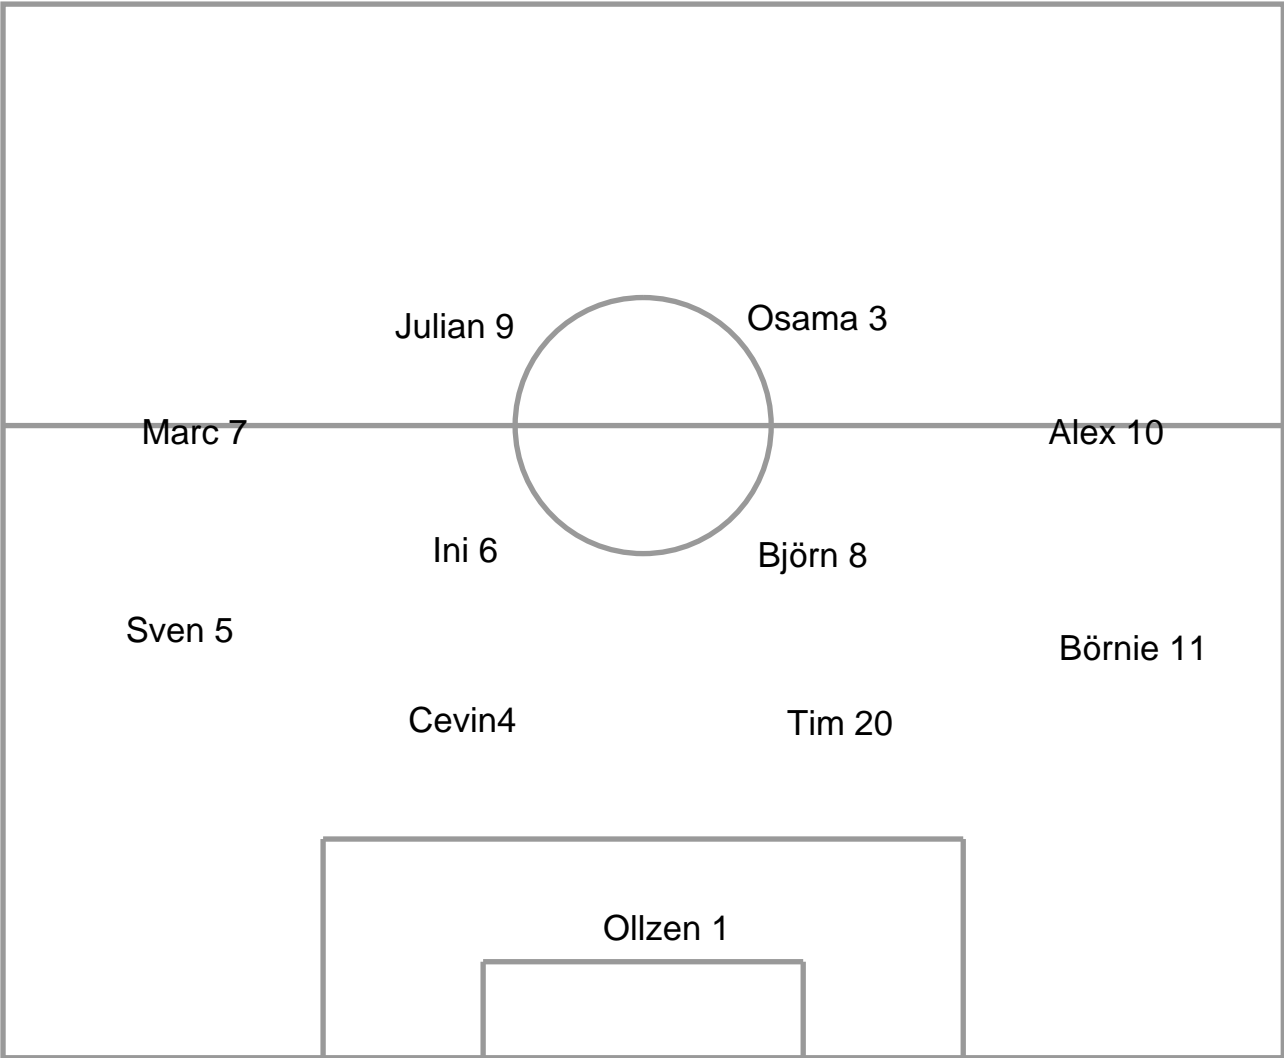 Julian 9
Osama 3
Marc 7
Alex 10
Ini 6
Björn 8
Sven 5
Börnie 11
Cevin4
Tim 20
Ollzen 1